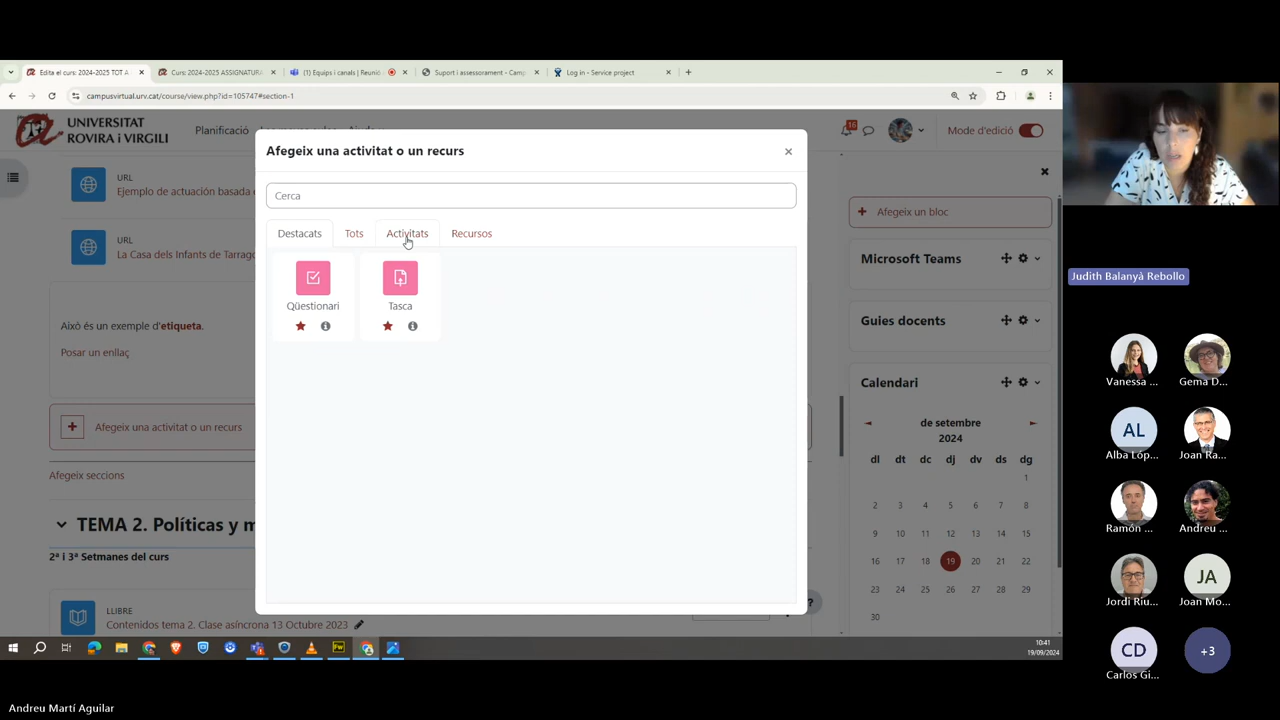 Edita el curs: 2024-2025 TOT A
Curs: 2024-2025 ASSIGNATURA
(1) Equips i canals | Reunió
Suport i assessorament - Camp
Log in - Service project
campusvirtual.urv.cat/course/view.php?id=105747#section-1
UNIVERSITAT
ROVIRA i VIRGILI
Planificació
16
Mode d'edició
Afegeix una activitat o un recurs
Cerca
Destacats
Tots
Activitats
Recursos
Qüestionari
Tasca
URL
Ejemplo de actuación basada
URL
La Casa dels Infants de Tarrag
Això és un exemple d'etiqueta.
Posar un enllaç
Afegeix una activitat o un recurs
Afegeix seccions
TEMA 2. Políticas y m
2ª i 3ª Setmanes del curs
LLIBRE
Contenidos tema 2. Clase asíncrona 13 Octubre 2023
?
Afegeix un bloc
Microsoft Teams
Guies docents
Calendari
de setembre
2024
dl dt dc dj ds dv dg
1
2 3 4 5 6 7 8
9 10 11 12 13 14 15
16 17 18 19 20 21 22
23 24 25 26 27 28 29
30
Fw
10:41
19/09/2024
Judith Balanyà Rebollo
Vanessa ...
Gema D...
AL
Alba Lóp...
Joan Ra...
Ramón ...
Andreu ...
Jordi Riu...
JA
Joan Mo...
CD
Carlos Gi...
+3
Andreu Martí Aguilar